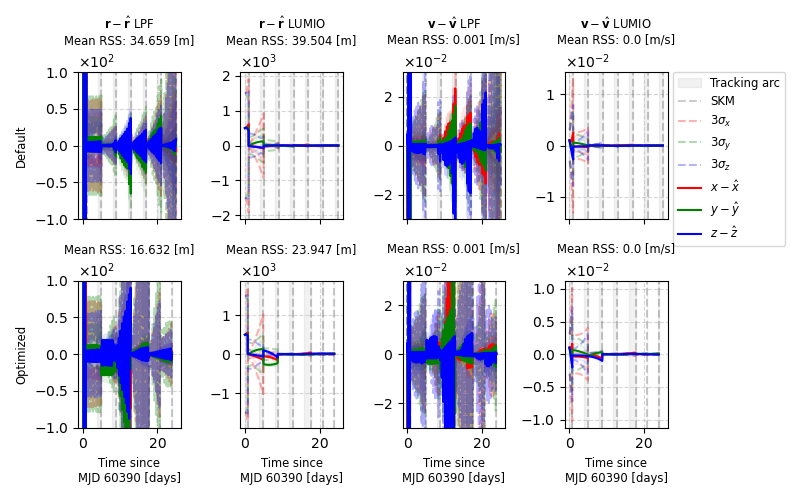 r − r̂ LPF
Mean RSS: 34.659 [m]
r − r̂ LUMIO
Mean RSS: 39.504 [m]
v − v̂ LPF
Mean RSS: 0.001 [m/s]
v − v̂ LUMIO
Mean RSS: 0.0 [m/s]
×10²
×10³
×10⁻²
×10⁻²
Default
1.0
0.5
0.0
−0.5
−1.0
2
1
0
−1
−2
2
0
−2
1
0
−1
Tracking arc
SKM
3σₓ
3σᵧ
3σ_z
x − x̂
y − ŷ
z − ẑ
Mean RSS: 16.632 [m]
Mean RSS: 23.947 [m]
Mean RSS: 0.001 [m/s]
Mean RSS: 0.0 [m/s]
×10²
×10³
×10⁻²
×10⁻²
Optimized
1.0
0.5
0.0
−0.5
−1.0
1
0
−1
2
0
−2
1.0
0.5
0.0
−0.5
−1.0
0 20
0 20
0 20
0 20
Time since
MJD 60390 [days]
Time since
MJD 60390 [days]
Time since
MJD 60390 [days]
Time since
MJD 60390 [days]